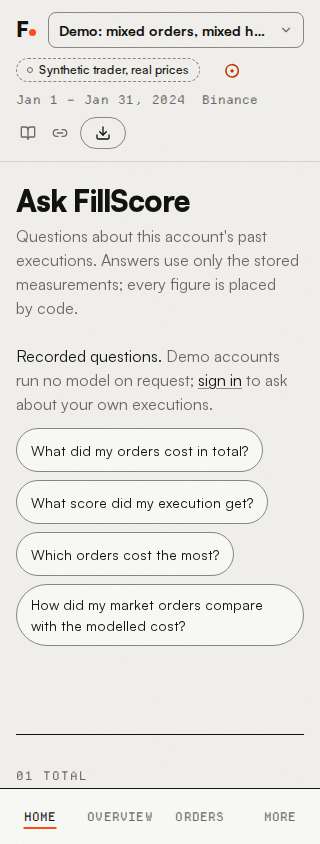 F.
Demo: mixed orders, mixed h...
Synthetic trader, real prices
Jan 1 – Jan 31, 2024 Binance
Ask FillScore
Questions about this account's past
executions. Answers use only the stored
measurements; every figure is placed
by code.
Recorded questions. Demo accounts
run no model on request; sign in to ask
about your own executions.
What did my orders cost in total?
What score did my execution get?
Which orders cost the most?
How did my market orders compare
with the modelled cost?
01 TOTAL
HOME OVERVIEW ORDERS MORE